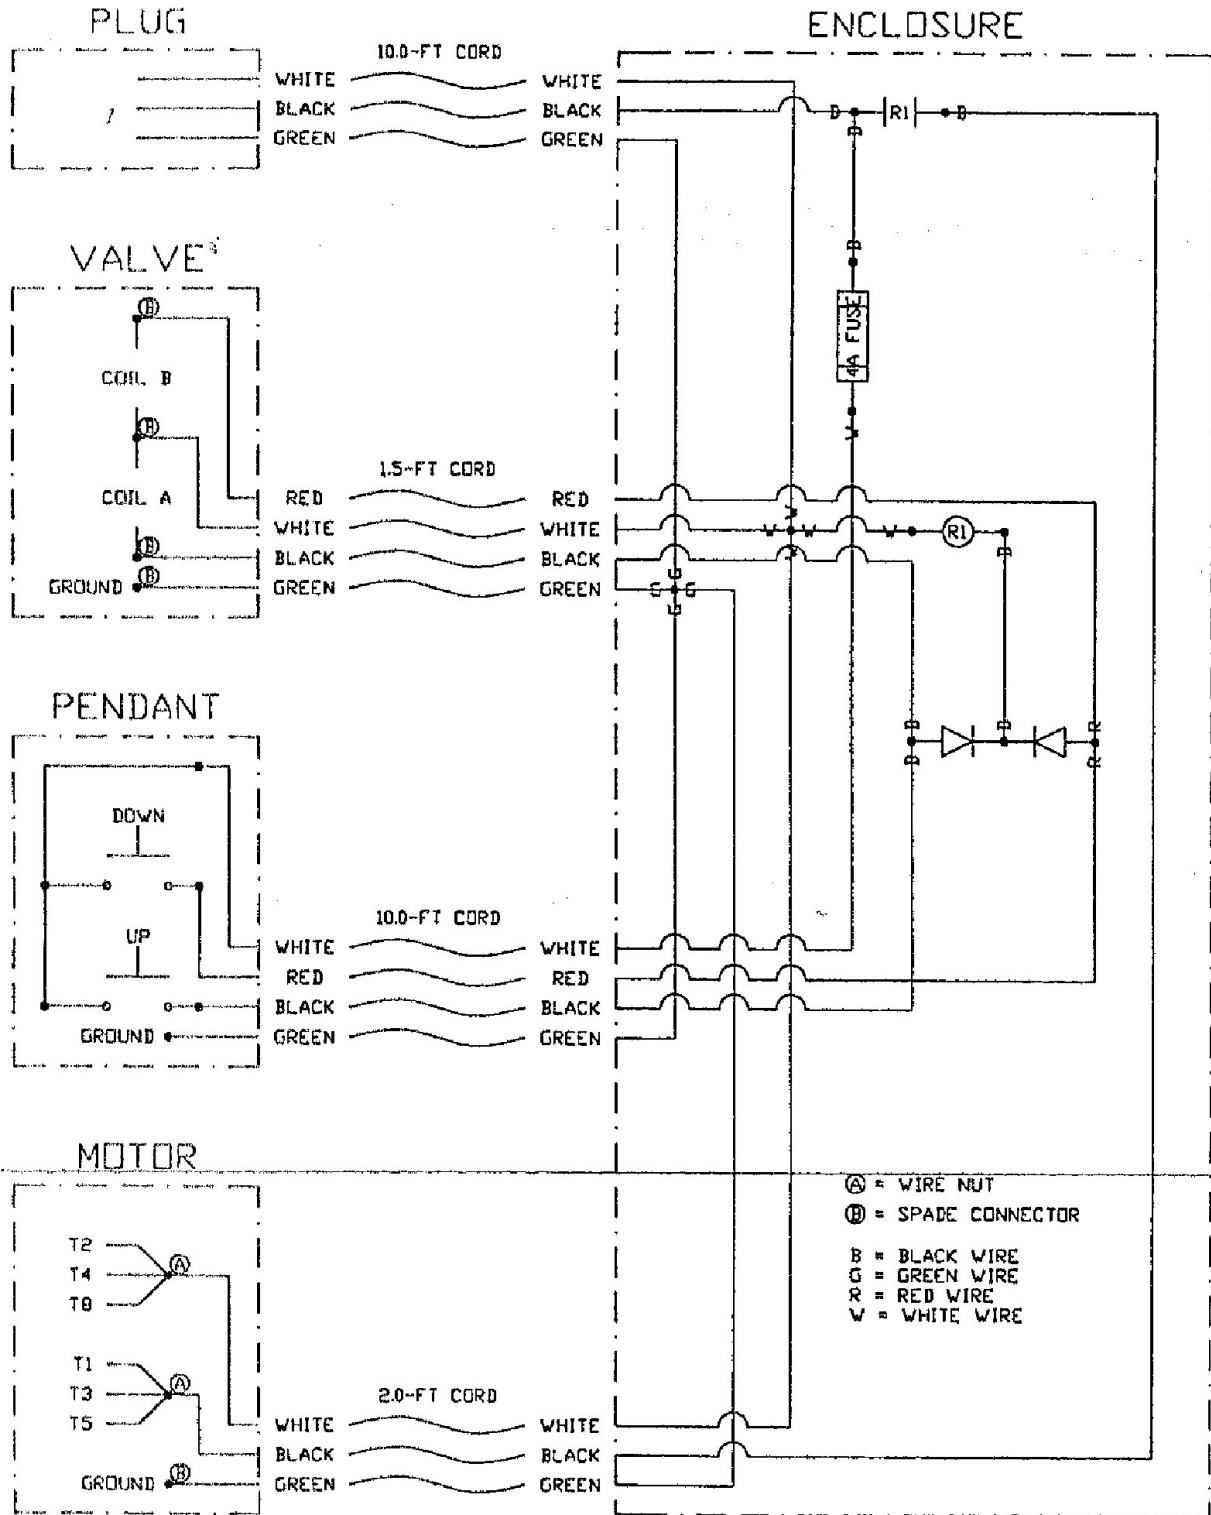 PLUG
ENCLOSURE
10.0-FT CORD
WHITE WHITE
BLACK BLACK
GREEN GREEN
B R1 B
B
B
VALVE
4A FUSE
B
COIL B
B
W
COIL A
1.5-FT CORD
RED RED
W
WHITE WHITE W W W R1
B
BLACK BLACK
W
B
GROUND B GREEN GREEN
G G G G
PENDANT
B B R
B R
DOWN
UP
10.0-FT CORD
WHITE WHITE
RED RED
BLACK BLACK
GROUND GREEN GREEN
MOTOR
A = WIRE NUT
B = SPADE CONNECTOR
B = BLACK WIRE
G = GREEN WIRE
R = RED WIRE
W = WHITE WIRE
T2
T4 A
T8
T1
T3 A
T5
2.0-FT CORD
WHITE WHITE
BLACK BLACK
GROUND B GREEN GREEN